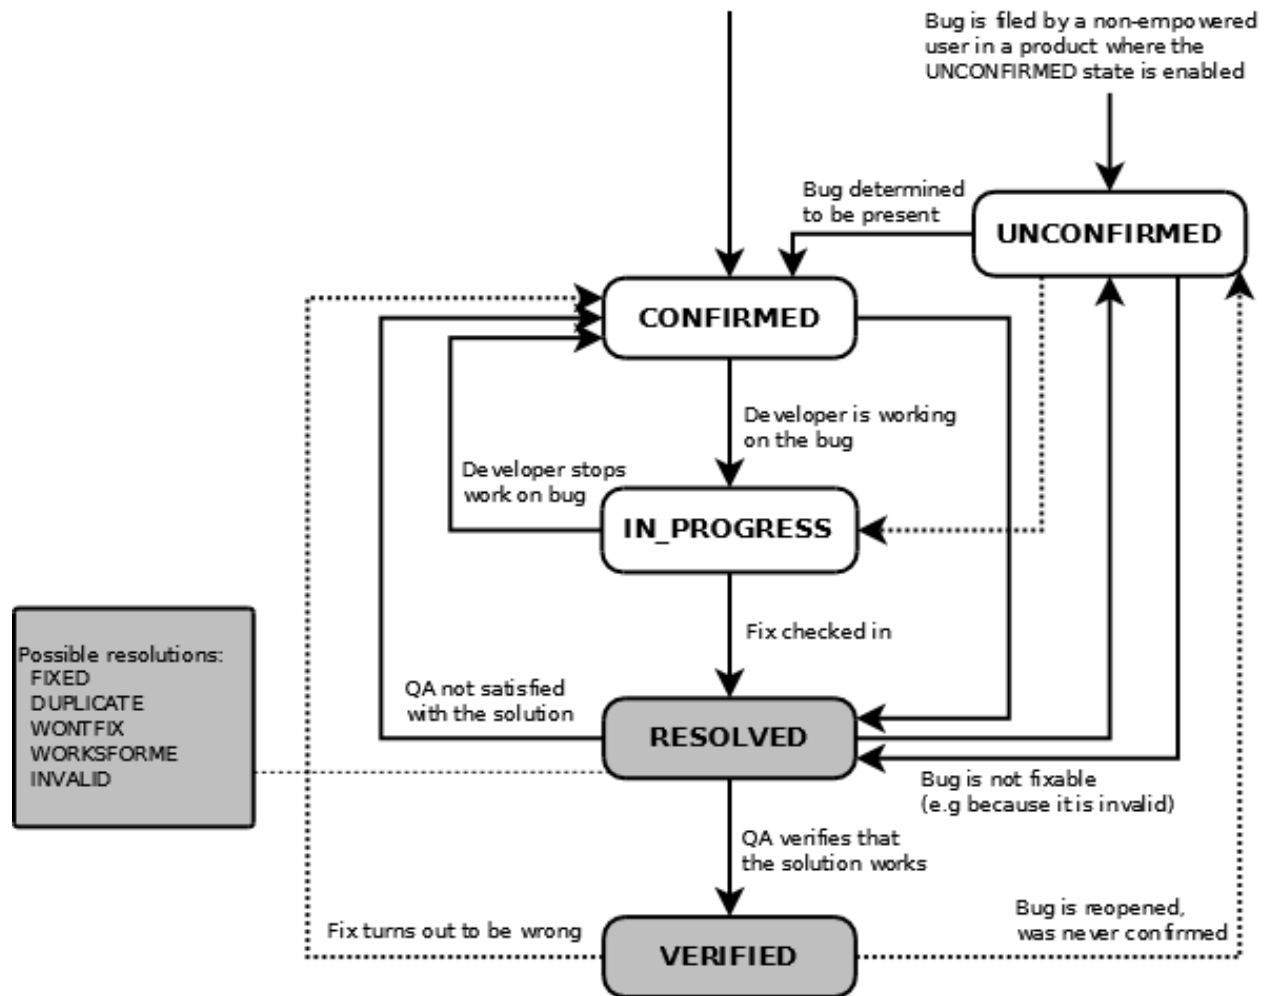 Bug is filed by a non-empowered
user in a product where the
UNCONFIRMED state is enabled
Bug determined
to be present
UNCONFIRMED
CONFIRMED
Developer is working
on the bug
Developer stops
work on bug
IN_PROGRESS
Fix checked in
Possible resolutions:
FIXED
DUPLICATE
WONTFIX
WORKSFORME
INVALID
QA not satisfied
with the solution
RESOLVED
Bug is not fixable
(e.g because it is invalid)
QA verifies that
the solution works
Bug is reopened,
was never confirmed
Fix turns out to be wrong
VERIFIED